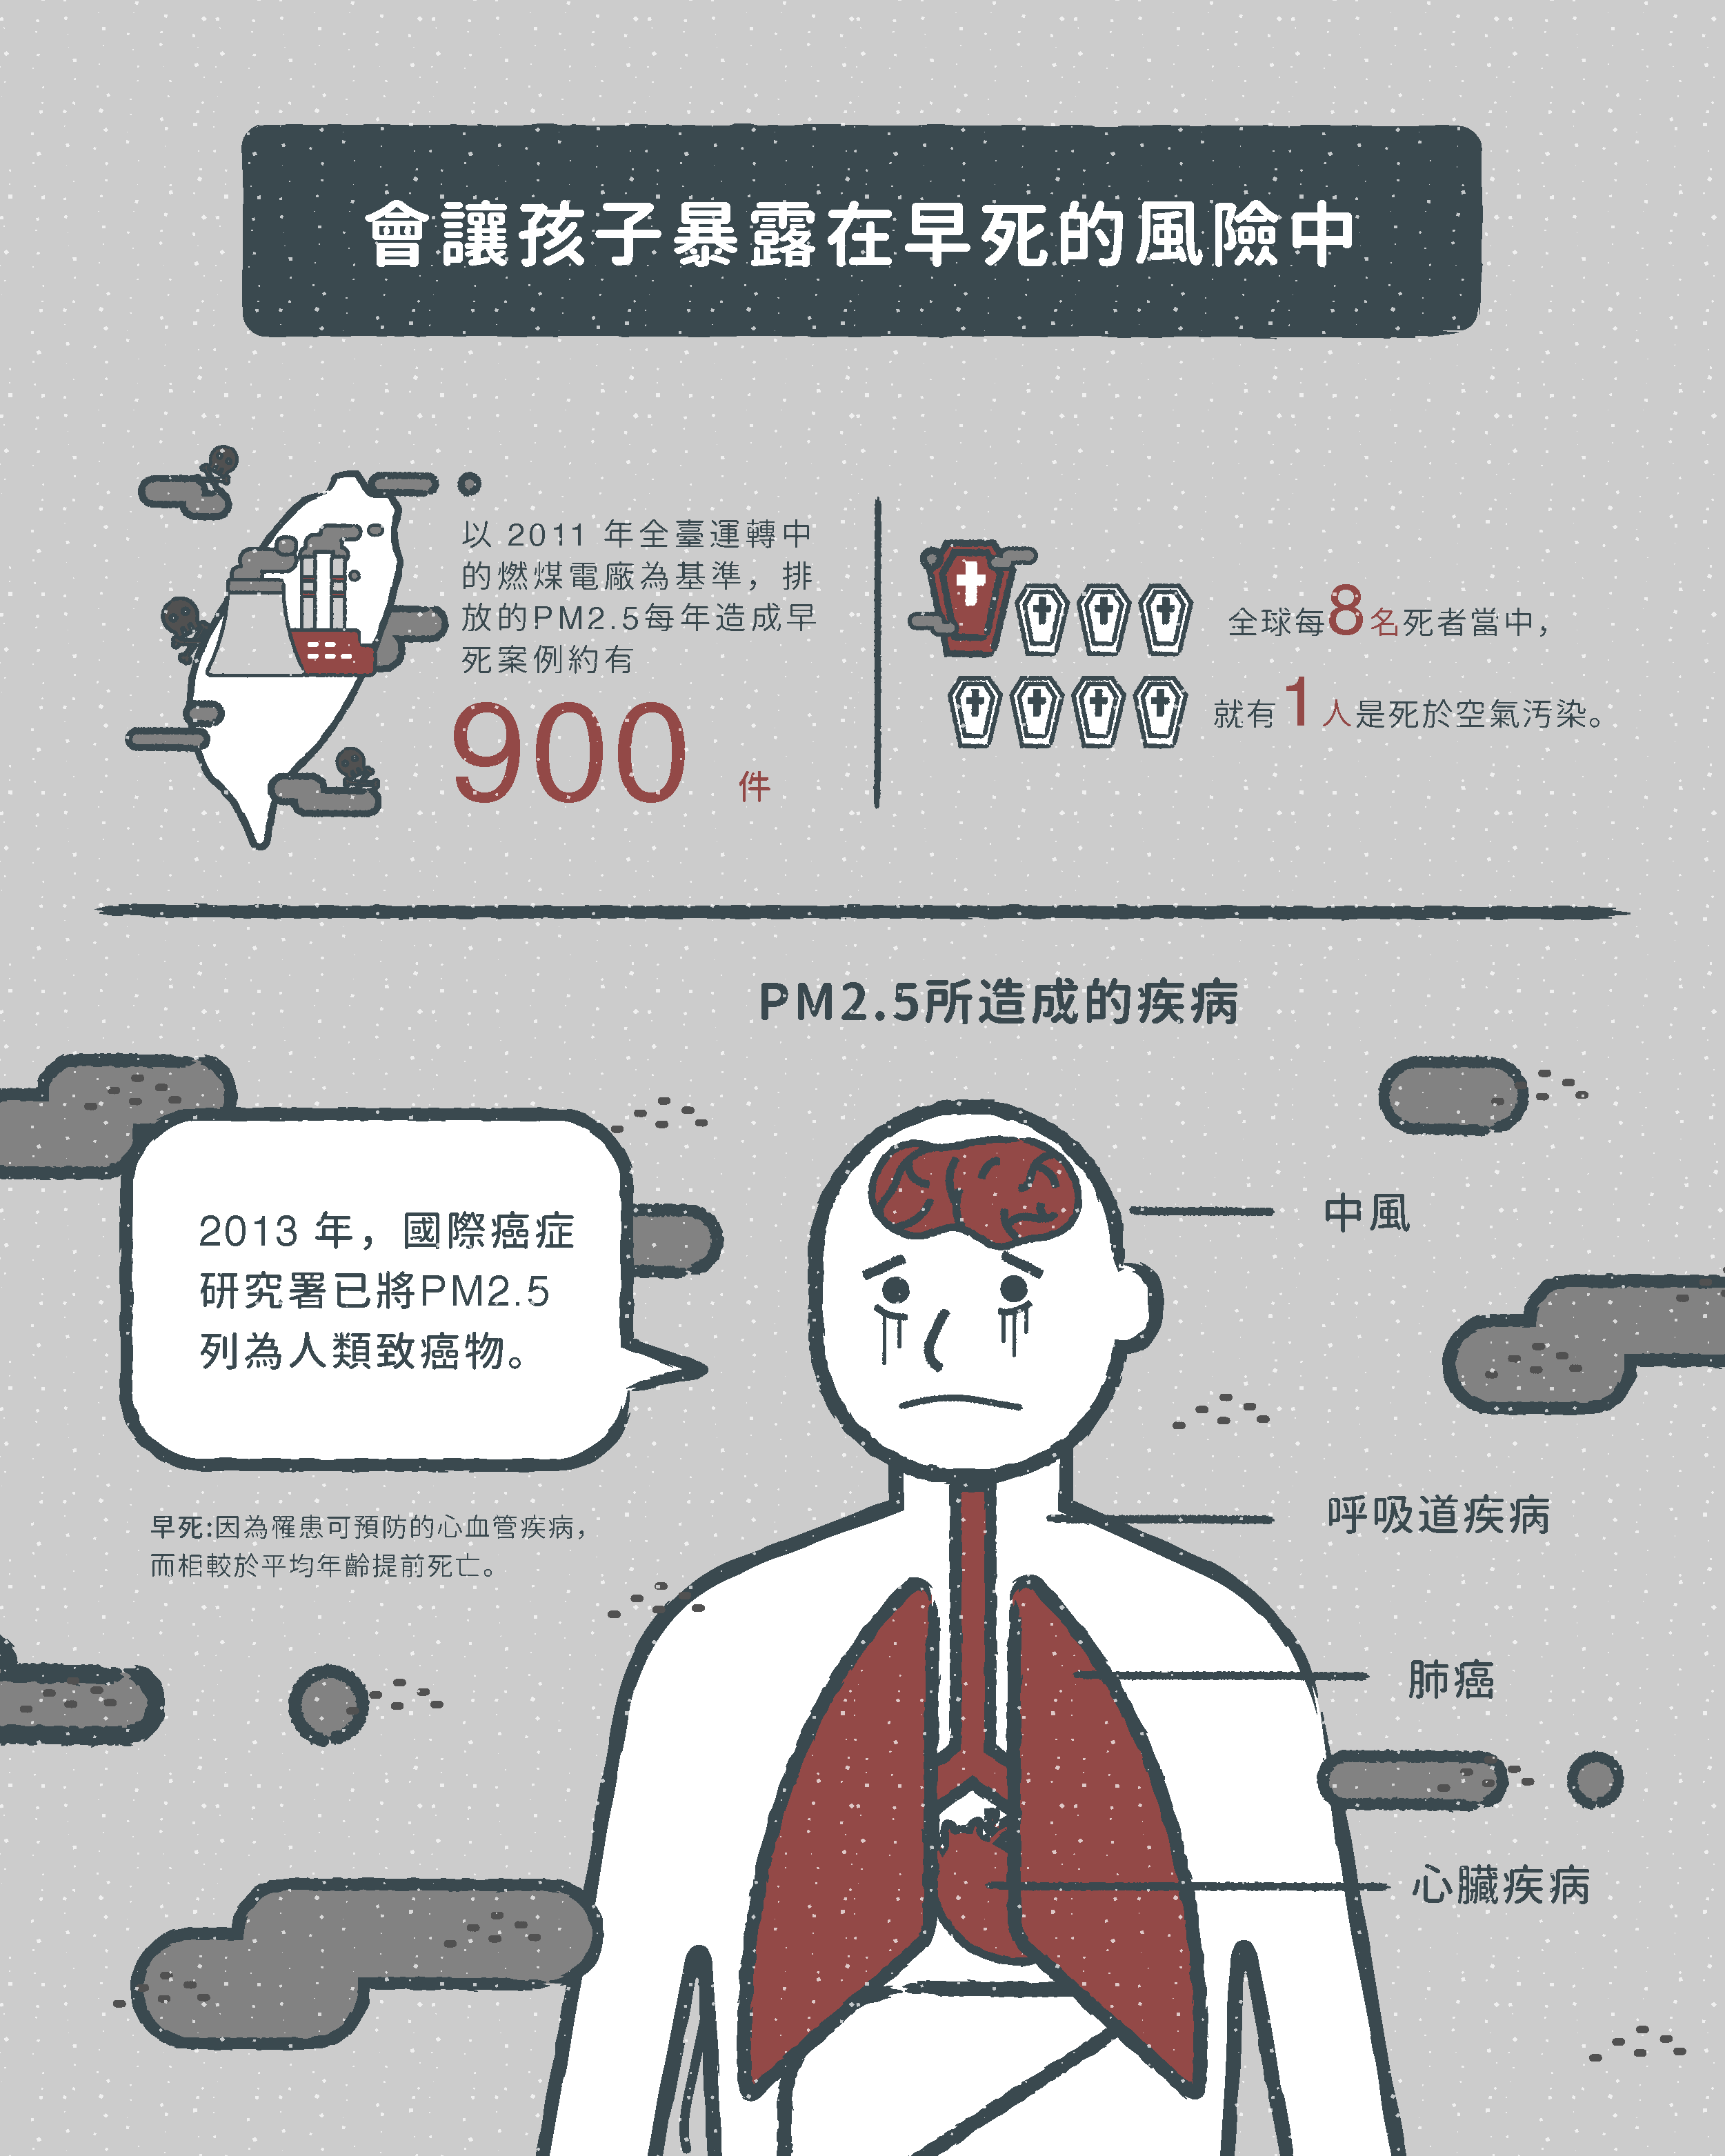 會讓孩子暴露在早死的風險中
以 2011 年全臺運轉中
的燃煤電廠為基準，排
放的PM2.5每年造成早
死案例約有
900 件
全球每8名死者當中，
就有1人是死於空氣汚染。
PM2.5所造成的疾病
2013 年，國際癌症
研究署已將PM2.5
列為人類致癌物。
早死:因為罹患可預防的心血管疾病，
而相較於平均年齡提前死亡。
中風
呼吸道疾病
肺癌
心臟疾病